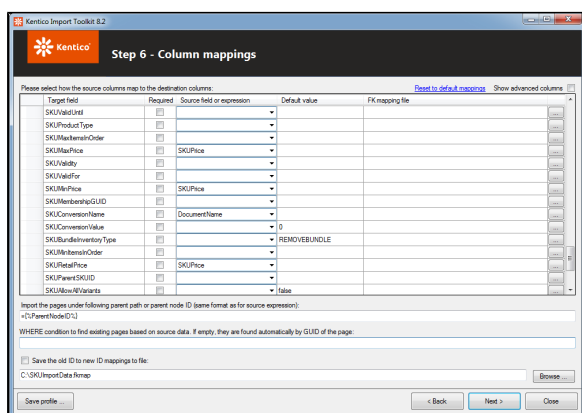 Kentico Import Toolkit 8.2
Kentico
Step 6 - Column mappings
Please select how the source columns map to the destination columns:
Reset to default mappings Show advanced columns
Target field Required Source field or expression Default value FK mapping file
SKUValidUntil
SKUProductType
SKUMaxItemsInOrder
SKUMaxPrice SKUPrice
SKUValidity
SKUValidFor
SKUMinPrice SKUPrice
SKUMembershipGUID
SKUConversionName DocumentName
SKUConversionValue 0
SKUBundleInventoryType REMOVEBUNDLE
SKUMinItemsInOrder
SKURetailPrice SKUPrice
SKUParentSKUID
SKUAllowAllVariants false
Import the pages under following parent path or parent node ID (same format as for source expression):
={%ParentNodeID%}
WHERE condition to find existing pages based on source data. If empty, they are found automatically by GUID of the page:
Save the old ID to new ID mappings to file:
C:\SKUImportData.fkmap
Browse ...
Save profile ... < Back Next > Close